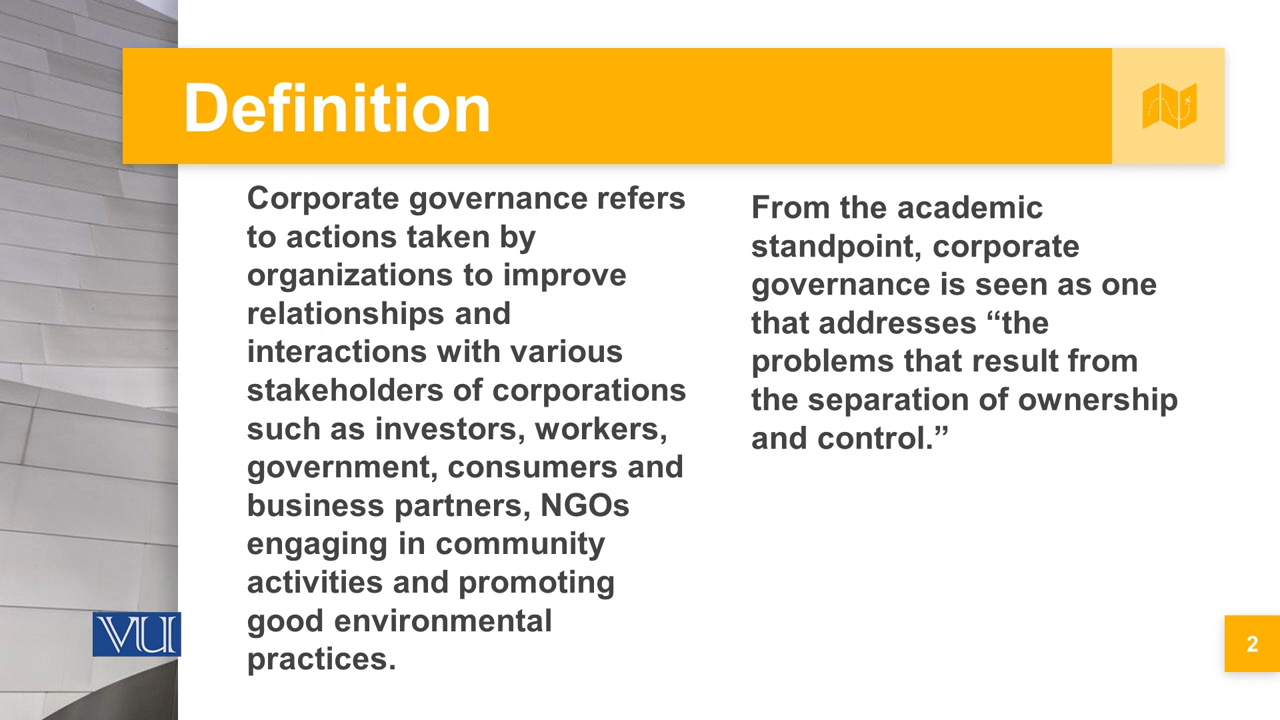 Definition
Corporate governance refers
to actions taken by
organizations to improve
relationships and
interactions with various
stakeholders of corporations
such as investors, workers,
government, consumers and
business partners, NGOs
engaging in community
activities and promoting
good environmental
practices.
From the academic
standpoint, corporate
governance is seen as one
that addresses “the
problems that result from
the separation of ownership
and control.”
VU
2